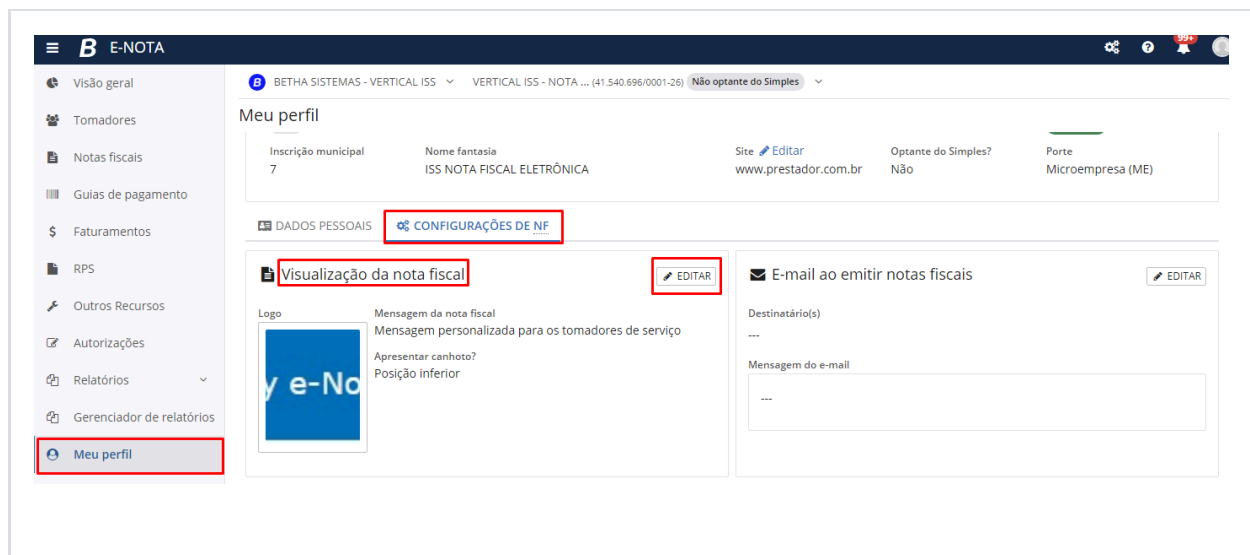 B E-NOTA
99+
Visão geral
B BETHA SISTEMAS - VERTICAL ISS VERTICAL ISS - NOTA ... (41.540.696/0001-26) Não optante do Simples
Tomadores
Notas fiscais
Guias de pagamento
Faturamentos
RPS
Outros Recursos
Autorizações
Relatórios
Gerenciador de relatórios
Meu perfil
Meu perfil
Inscrição municipal
7
Nome fantasia
ISS NOTA FISCAL ELETRÔNICA
Site Editar
www.prestador.com.br
Optante do Simples?
Não
Porte
Microempresa (ME)
DADOS PESSOAIS
CONFIGURAÇÕES DE NF
Visualização da nota fiscal
EDITAR
Logo
y e-No
Mensagem da nota fiscal
Mensagem personalizada para os tomadores de serviço
Apresentar canhoto?
Posição inferior
E-mail ao emitir notas fiscais
EDITAR
Destinatário(s)
---
Mensagem do e-mail
---